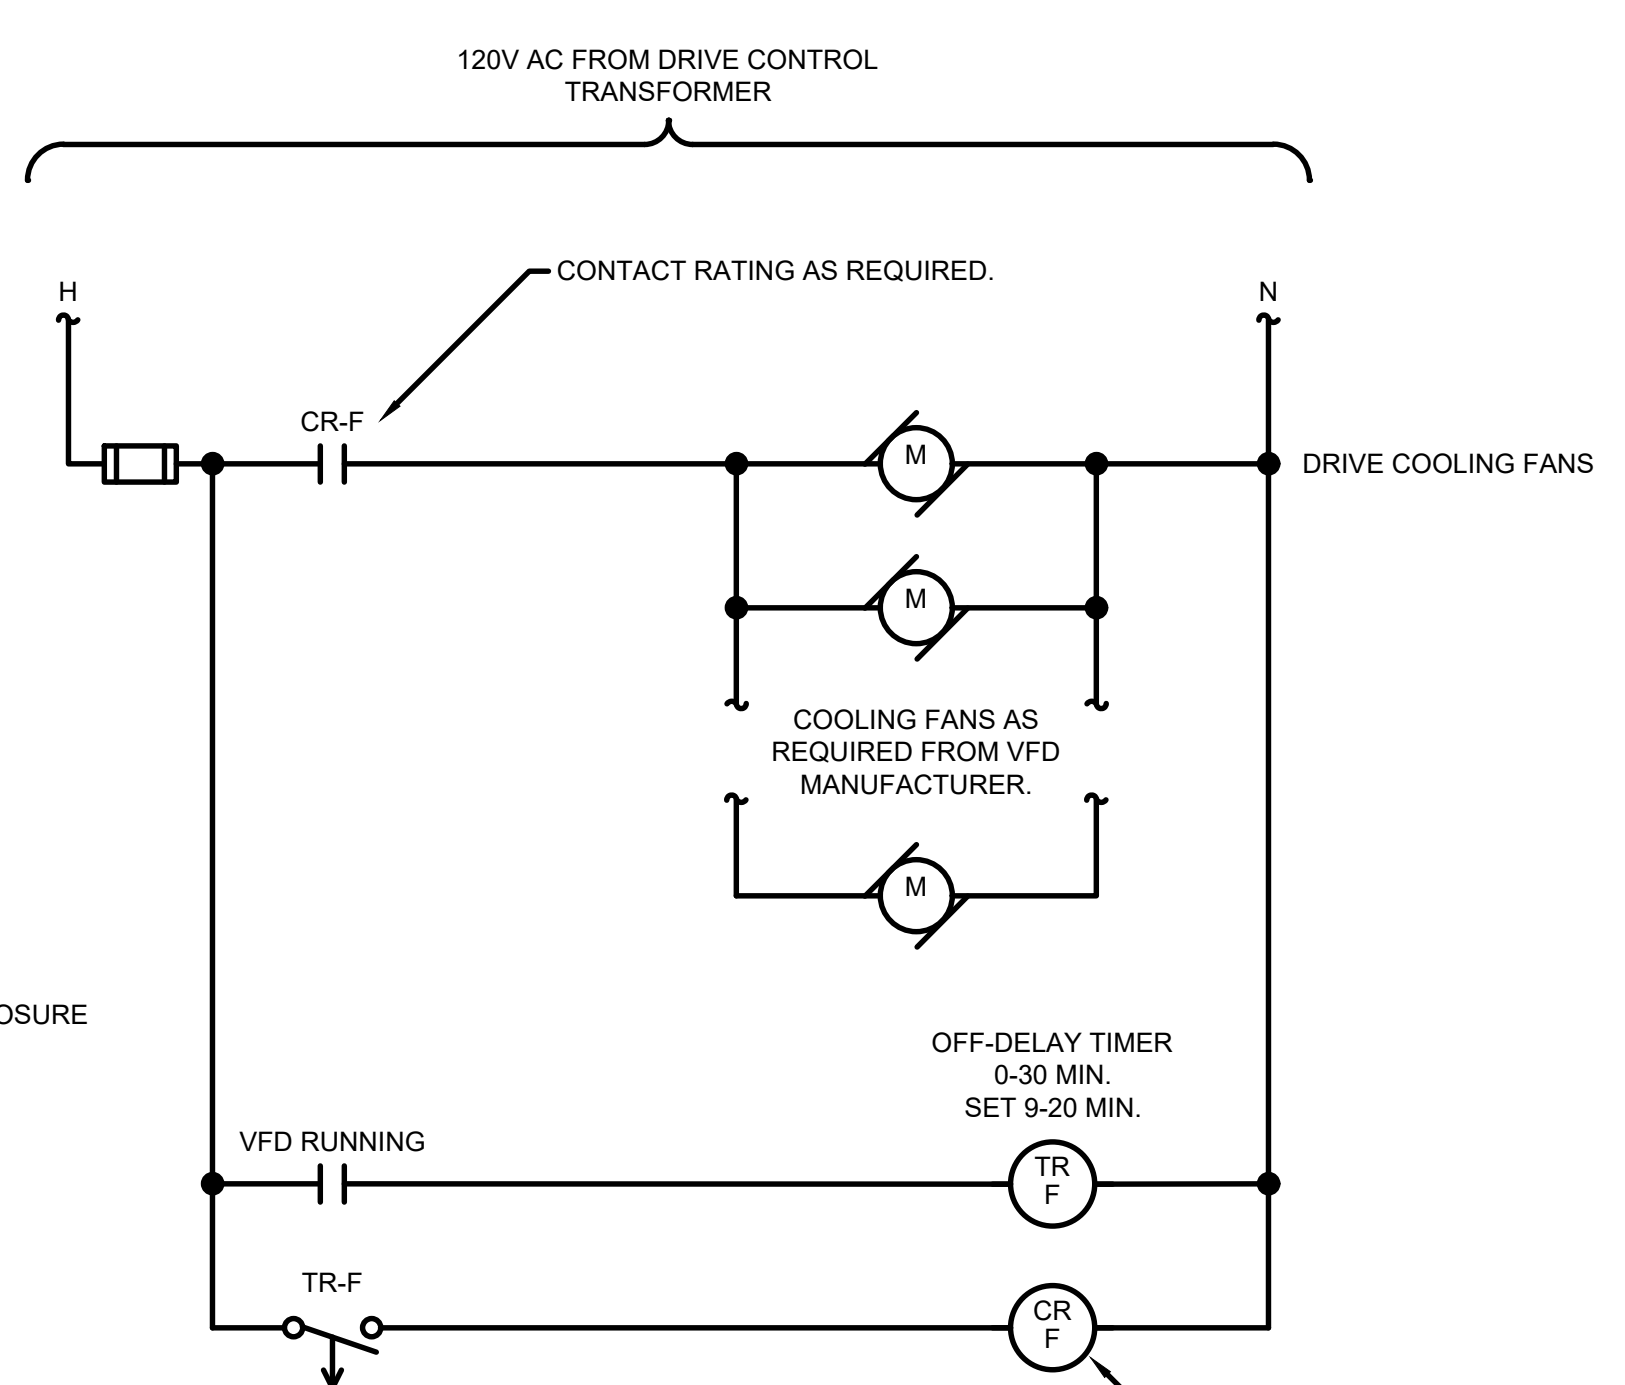 120V AC FROM DRIVE CONTROL
TRANSFORMER
CONTACT RATING AS REQUIRED.
H
N
CR-F
M
DRIVE COOLING FANS
M
COOLING FANS AS
REQUIRED FROM VFD
MANUFACTURER.
M
OSURE
OFF-DELAY TIMER
0-30 MIN.
SET 9-20 MIN.
VFD RUNNING
TR
F
TR-F
CR
F